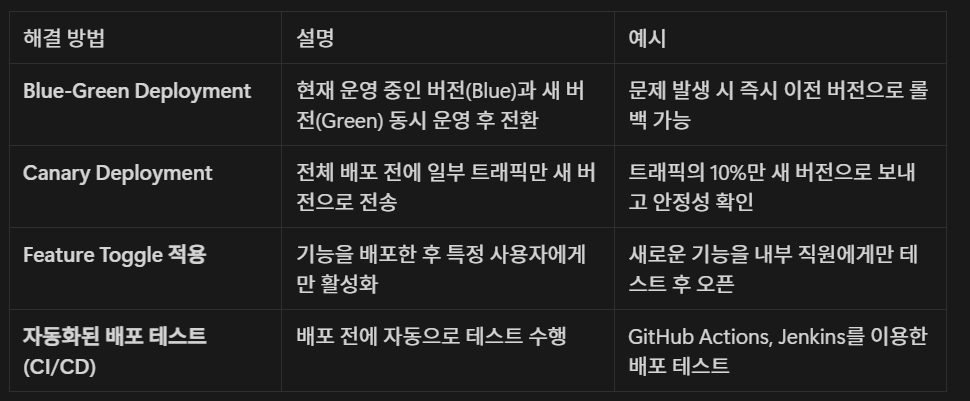 해결 방법
설명
예시
Blue-Green Deployment
현재 운영 중인 버전(Blue)과 새 버
전(Green) 동시 운영 후 전환
문제 발생 시 즉시 이전 버전으로 롤
백 가능
Canary Deployment
전체 배포 전에 일부 트래픽만 새 버
전으로 전송
트래픽의 10%만 새 버전으로 보내
고 안정성 확인
Feature Toggle 적용
기능을 배포한 후 특정 사용자에게
만 활성화
새로운 기능을 내부 직원에게만 테
스트 후 오픈
자동화된 배포 테스트
(CI/CD)
배포 전에 자동으로 테스트 수행
GitHub Actions, Jenkins를 이용한
배포 테스트